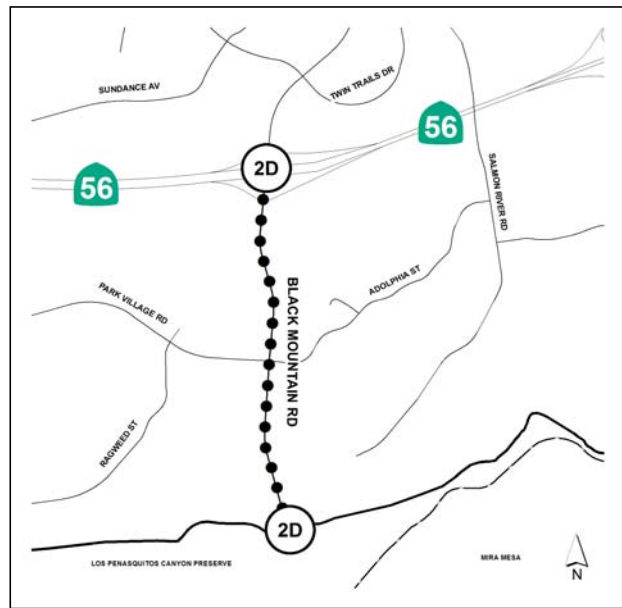 SUNDANCE AV
TWIN TRAILS DR
56
2D
56
SALMON RIVER RD
BLACK MOUNTAIN RD
ADOLPHIA ST
PARK VILLAGE RD
RAGWEED ST
2D
LOS PENASQUITOS CANYON PRESERVE
MIRA MESA
N